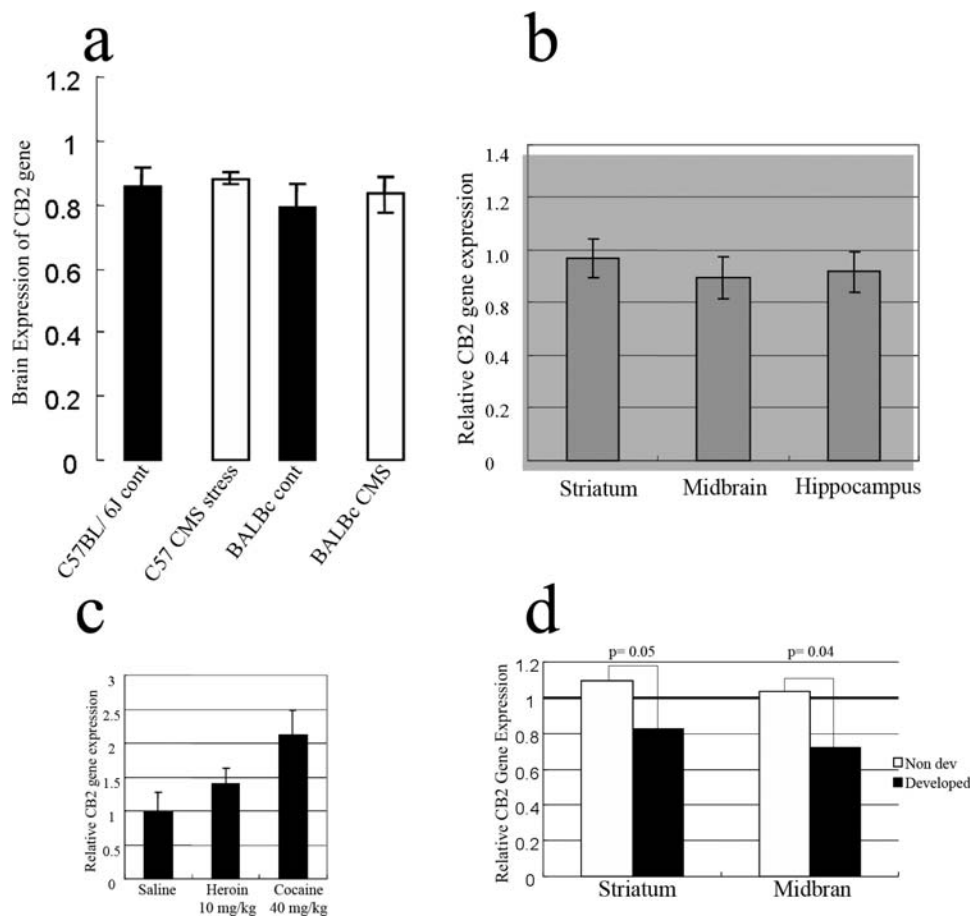 a
Brain Expression of CB2 gene
1.2
1
0.8
0.6
0.4
0.2
0
C57BL/ 6J cont
C57 CMS stress
BALBc cont
BALBc CMS
b
Relative CB2 gene expression
1.4
1.2
1.0
0.8
0.4
0.2
0
Striatum
Midbrain
Hippocampus
c
Relative CB2 gene expression
3
2.5
2
1.5
1
0.5
0
Saline
Heroin
10 mg/kg
Cocaine
40 mg/kg
d
p= 0.05
p= 0.04
Relative CB2 Gene Expression
1.2
1
0.8
0.6
0.4
0.2
0
Striatum
Midbran
Non dev
Developed